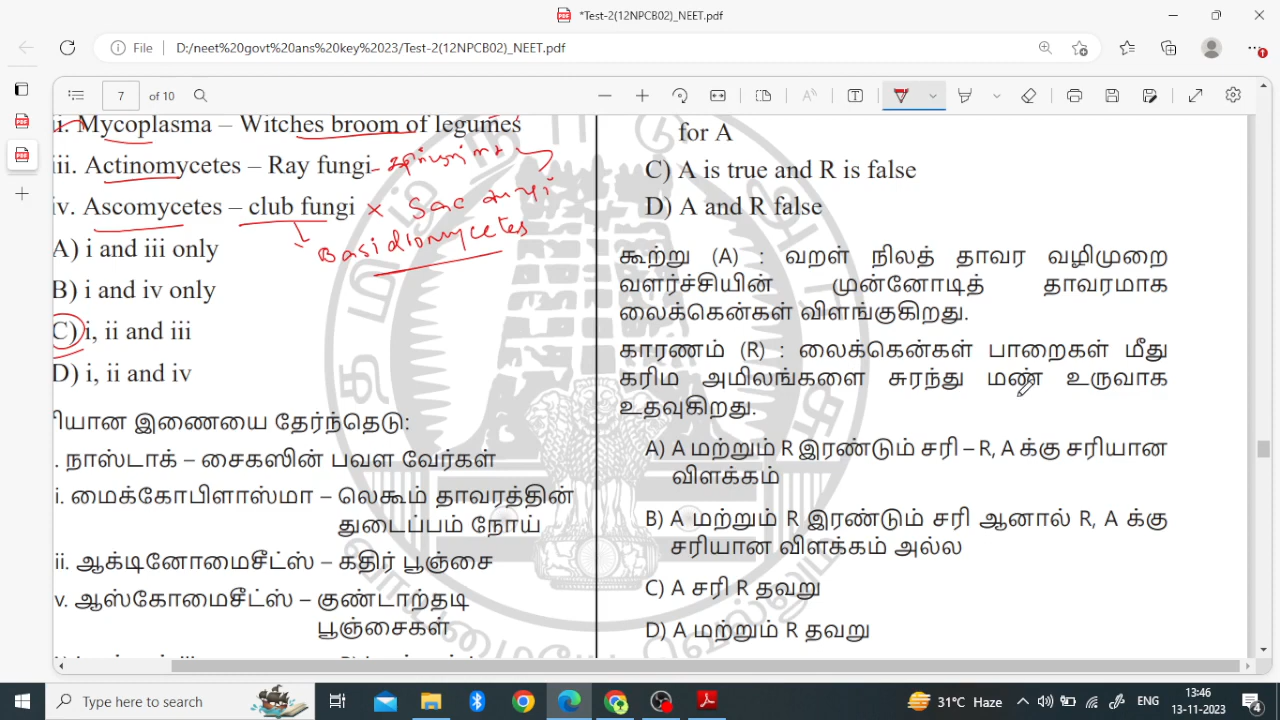 *Test-2(12NPCB02)_NEET.pdf
File
D:/neet%20govt%20ans%20key%2023/Test-2(12NPCB02)_NEET.pdf
7 of 10
ii. Mycoplasma – Witches broom of legumes
iii. Actinomycetes – Ray fungi
iv. Ascomycetes – club fungi × Sac fungi
Basidiomycetes
A) i and iii only
B) i and iv only
C) i, ii and iii
D) i, ii and iv
ரியான இணையை தேர்ந்தெடு:
. நாஸ்டாக் – சைகஸின் பவள வேர்கள்
i. மைக்கோபிளாஸ்மா – லெகூம் தாவரத்தின்
துடைப்பம் நோய்
ii. ஆக்டினோமைசீட்ஸ் – கதிர் பூஞ்சை
v. ஆஸ்கோமைசீட்ஸ் – குண்டாந்தடி
பூஞ்சைகள்
for A
C) A is true and R is false
D) A and R false
கூற்று (A) : வறள் நிலத் தாவர வழிமுறை
வளர்ச்சியின் முன்னோடித் தாவரமாக
லைக்கென்கள் விளங்குகிறது.
காரணம் (R) : லைக்கென்கள் பாறைகள் மீது
கரிம அமிலங்களை சுரந்து மண் உருவாக
உதவுகிறது.
A) A மற்றும் R இரண்டும் சரி – R, A க்கு சரியான
விளக்கம்
B) A மற்றும் R இரண்டும் சரி ஆனால் R, A க்கு
சரியான விளக்கம் அல்ல
C) A சரி R தவறு
D) A மற்றும் R தவறு
Type here to search
31°C Haze
ENG
13:46
13-11-2023
4